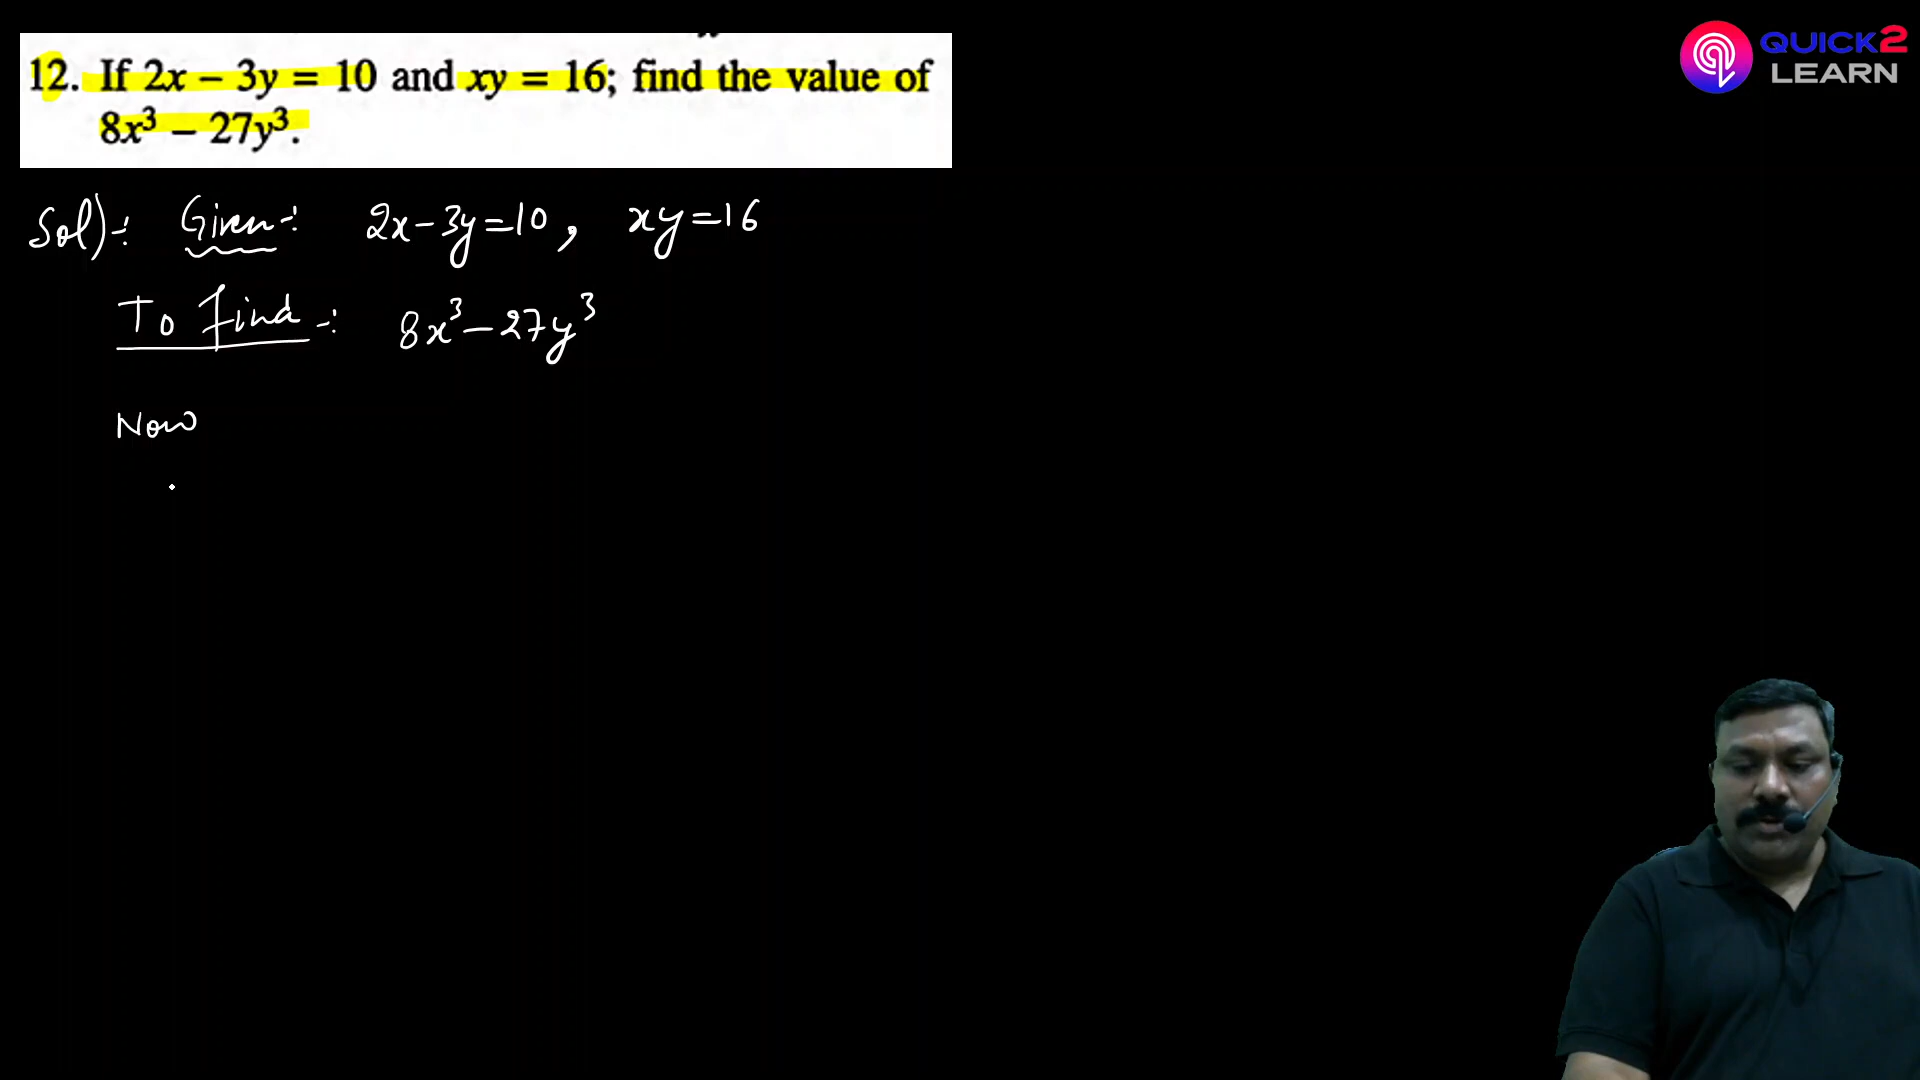 12. If 2x – 3y = 10 and xy = 16; find the value of
8x³ – 27y³.
QUICK2
LEARN
Sol):- Given:- 2x-3y=10, xy=16
To find:- 8x³-27y³
Now